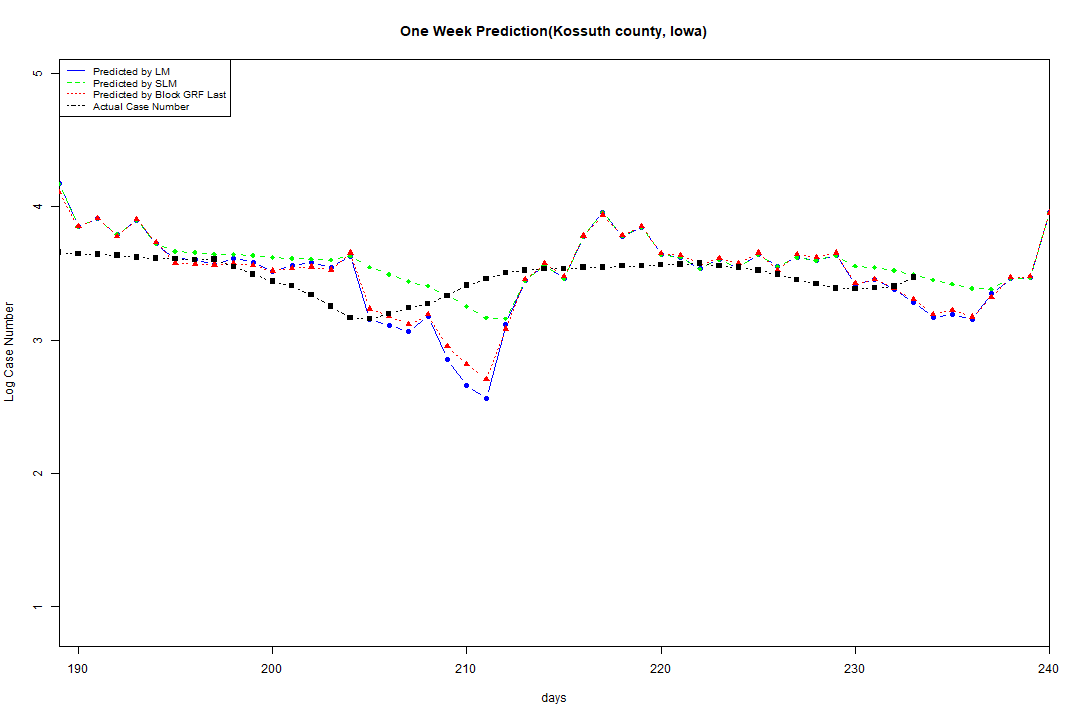 One Week Prediction(Kossuth county, Iowa)
Predicted by LM
Predicted by SLM
Predicted by Block GRF Last
Actual Case Number
5
4
3
2
1
Log Case Number
190 200 210 220 230 240
days